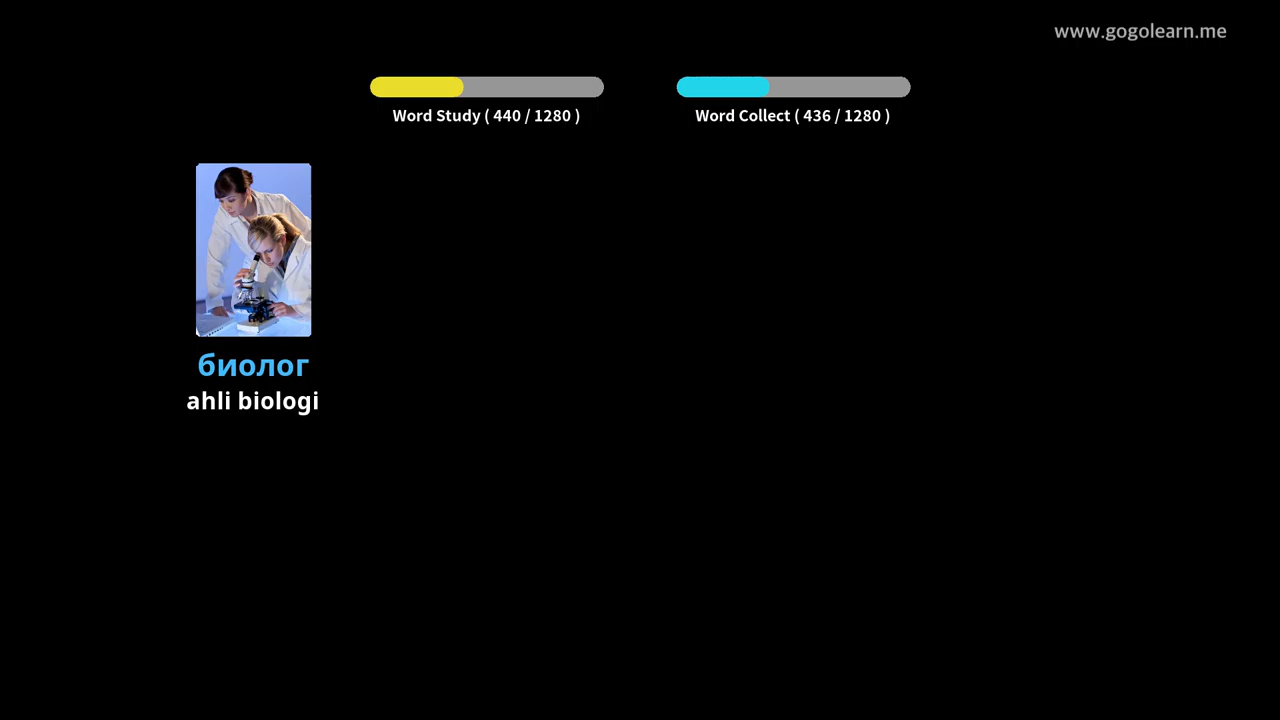 www.gogolearn.me
Word Study ( 440 / 1280 )
Word Collect ( 436 / 1280 )
биолог
ahli biologi